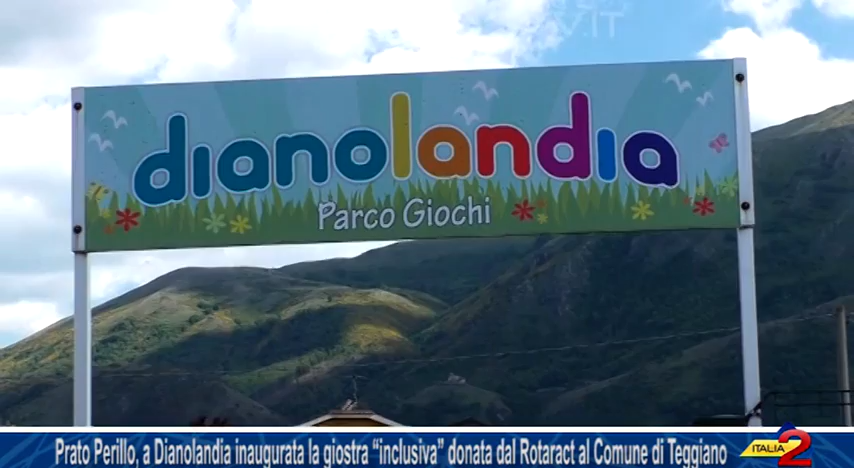 V.IT
dianolandia
Parco Giochi
Prato Perillo, a Dianolandia inaugurata la giostra “inclusiva” donata dal Rotaract al Comune di Teggiano
ITALIA 2